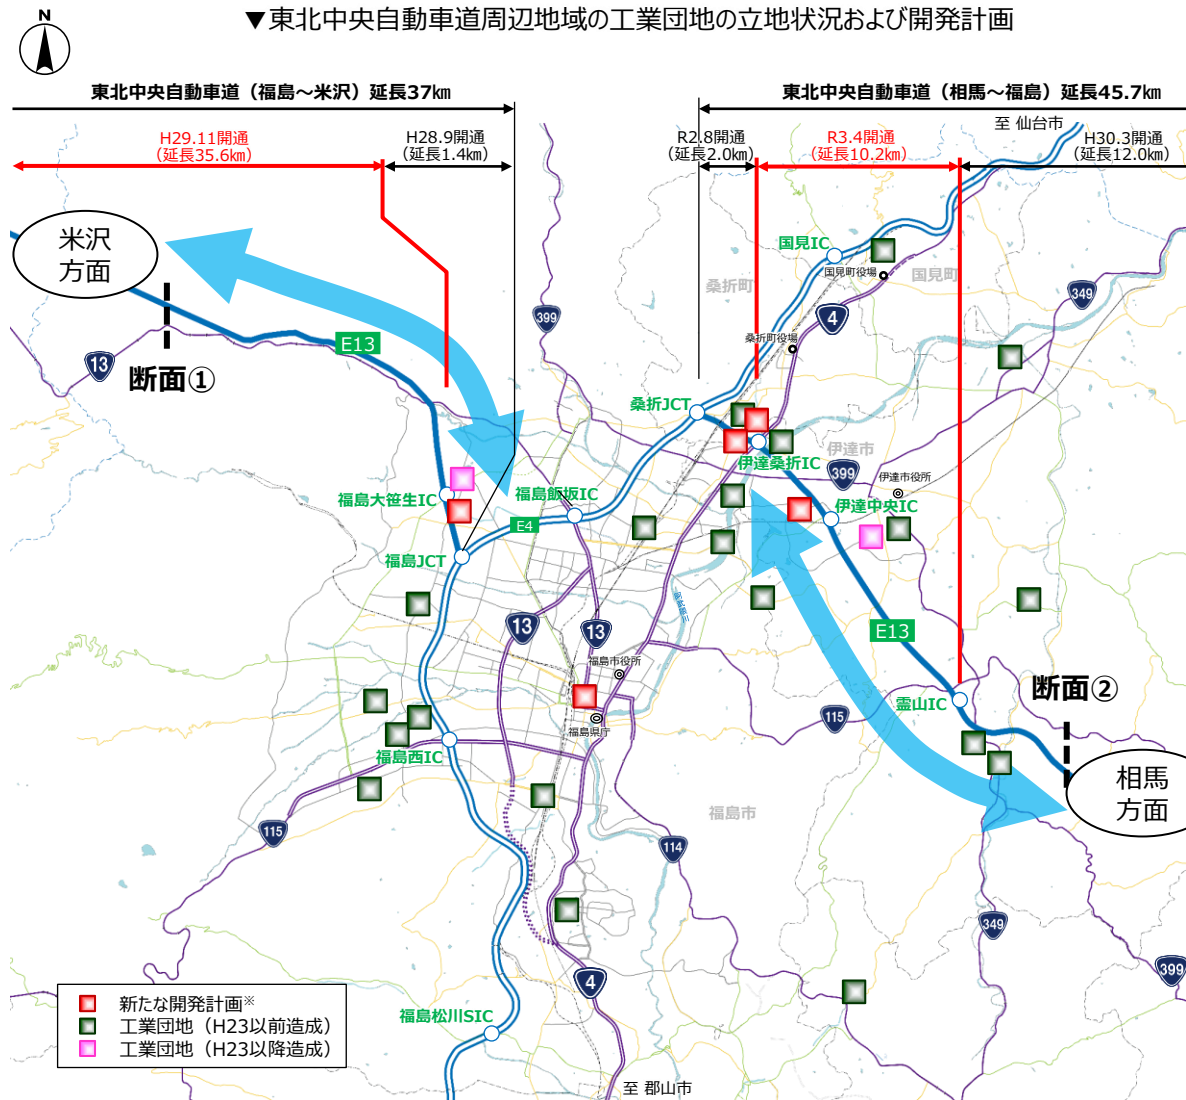 ▼東北中央自動車道周辺地域の工業団地の立地状況および開発計画
N
東北中央自動車道（福島～米沢）延長37㎞
東北中央自動車道（相馬～福島）延長45.7㎞
至 仙台市
H29.11開通
（延長35.6km）
H28.9開通
（延長1.4km）
R2.8開通
（延長2.0km）
R3.4開通
（延長10.2km）
H30.3開通
（延長12.0km）
米沢
方面
国見IC
国見町役場
桑折町
国見町
349
399
4
桑折町役場
E13
13
断面①
桑折JCT
伊達市
伊達桑折IC
399
伊達市役所
福島大笹生IC
福島飯坂IC
伊達中央IC
E4
福島JCT
阿武隈川
13
13
E13
福島市役所
断面②
霊山IC
115
福島県庁
福島西IC
相馬
方面
福島市
115
114
349
399
4
新たな開発計画※
工業団地（H23以前造成）
工業団地（H23以降造成）
福島松川SIC
至 郡山市